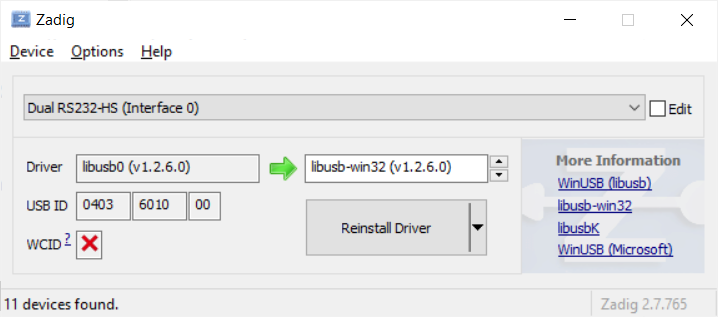 Zadig
Device Options Help
Dual RS232-HS (Interface 0)
Edit
Driver libusb0 (v1.2.6.0) libusb-win32 (v1.2.6.0)
More Information
WinUSB (libusb)
USB ID 0403 6010 00
libusb-win32
Reinstall Driver
libusbK
WCID ?
WinUSB (Microsoft)
11 devices found.
Zadig 2.7.765